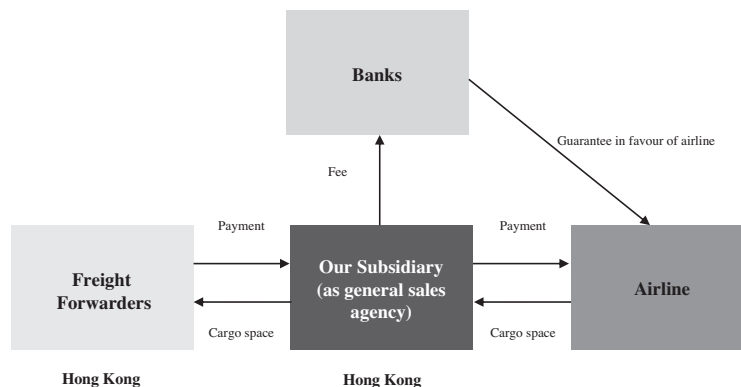 Banks
Guarantee in favour of airline
Fee
Payment
Payment
Freight
Forwarders
Our Subsidiary
(as general sales
agency)
Airline
Cargo space
Cargo space
Hong Kong
Hong Kong